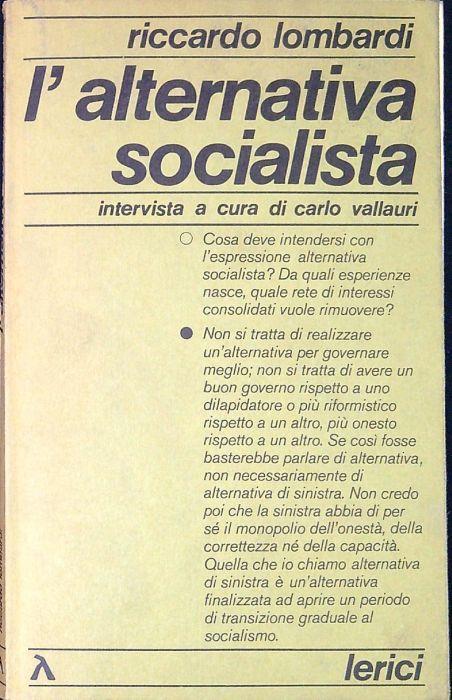 riccardo lombardi
l'alternativa
socialista
intervista a cura di carlo vallauri
Cosa deve intendersi con
l'espressione alternativa
socialista? Da quali esperienze
nasce, quale rete di interessi
consolidati vuole rimuovere?
Non si tratta di realizzare
un'alternativa per governare
meglio; non si tratta di avere un
buon governo rispetto a uno
dilapidatore o più riformistico
rispetto a un altro, più onesto
rispetto a un altro. Se così fosse
basterebbe parlare di alternativa,
non necessariamente di
alternativa di sinistra. Non credo
poi che la sinistra abbia di per
sé il monopolio dell'onestà, della
correttezza né della capacità.
Quella che io chiamo alternativa
di sinistra è un'alternativa
finalizzata ad aprire un periodo
di transizione graduale al
socialismo.
λ lerici